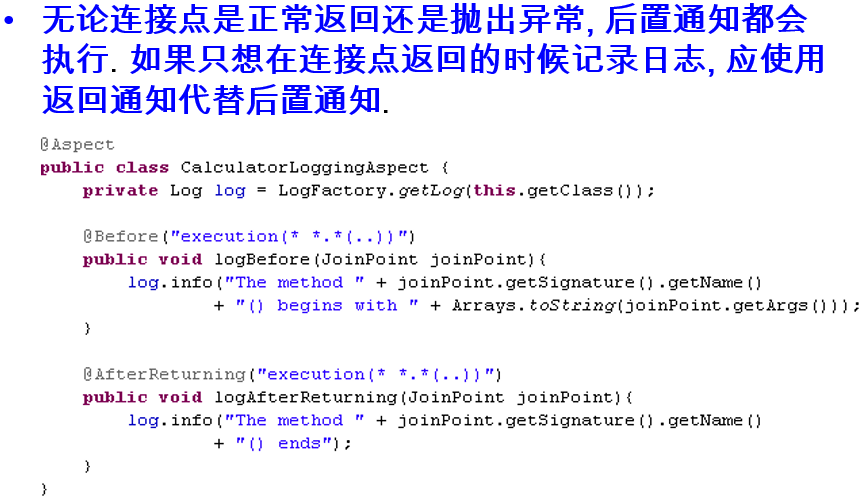 • 无论连接点是正常返回还是抛出异常, 后置通知都会
执行. 如果只想在连接点返回的时候记录日志, 应使用
返回通知代替后置通知.
@Aspect
public class CalculatorLoggingAspect {
    private Log log = LogFactory.getLog(this.getClass());
    @Before("execution(* *.*(..))")
    public void logBefore(JoinPoint joinPoint){
        log.info("The method " + joinPoint.getSignature().getName()
                + "() begins with " + Arrays.toString(joinPoint.getArgs()));
    }
    @AfterReturning("execution(* *.*(..))")
    public void logAfterReturning(JoinPoint joinPoint){
        log.info("The method " + joinPoint.getSignature().getName()
                + "() ends");
    }
}